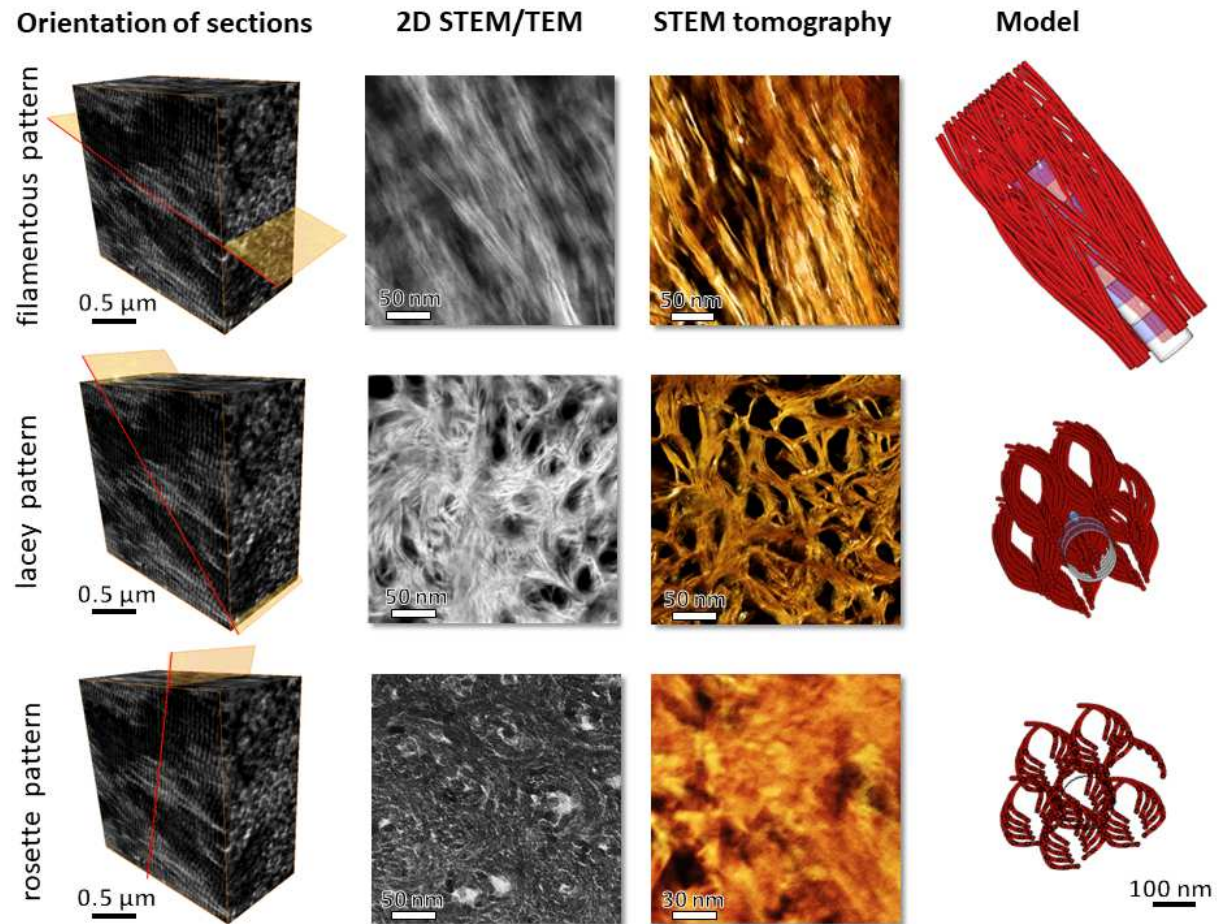 Orientation of sections
2D STEM/TEM
STEM tomography
Model
filamentous pattern
0.5 μm
50 nm
50 nm
lacey pattern
0.5 μm
50 nm
50 nm
rosette pattern
0.5 μm
50 nm
30 nm
100 nm